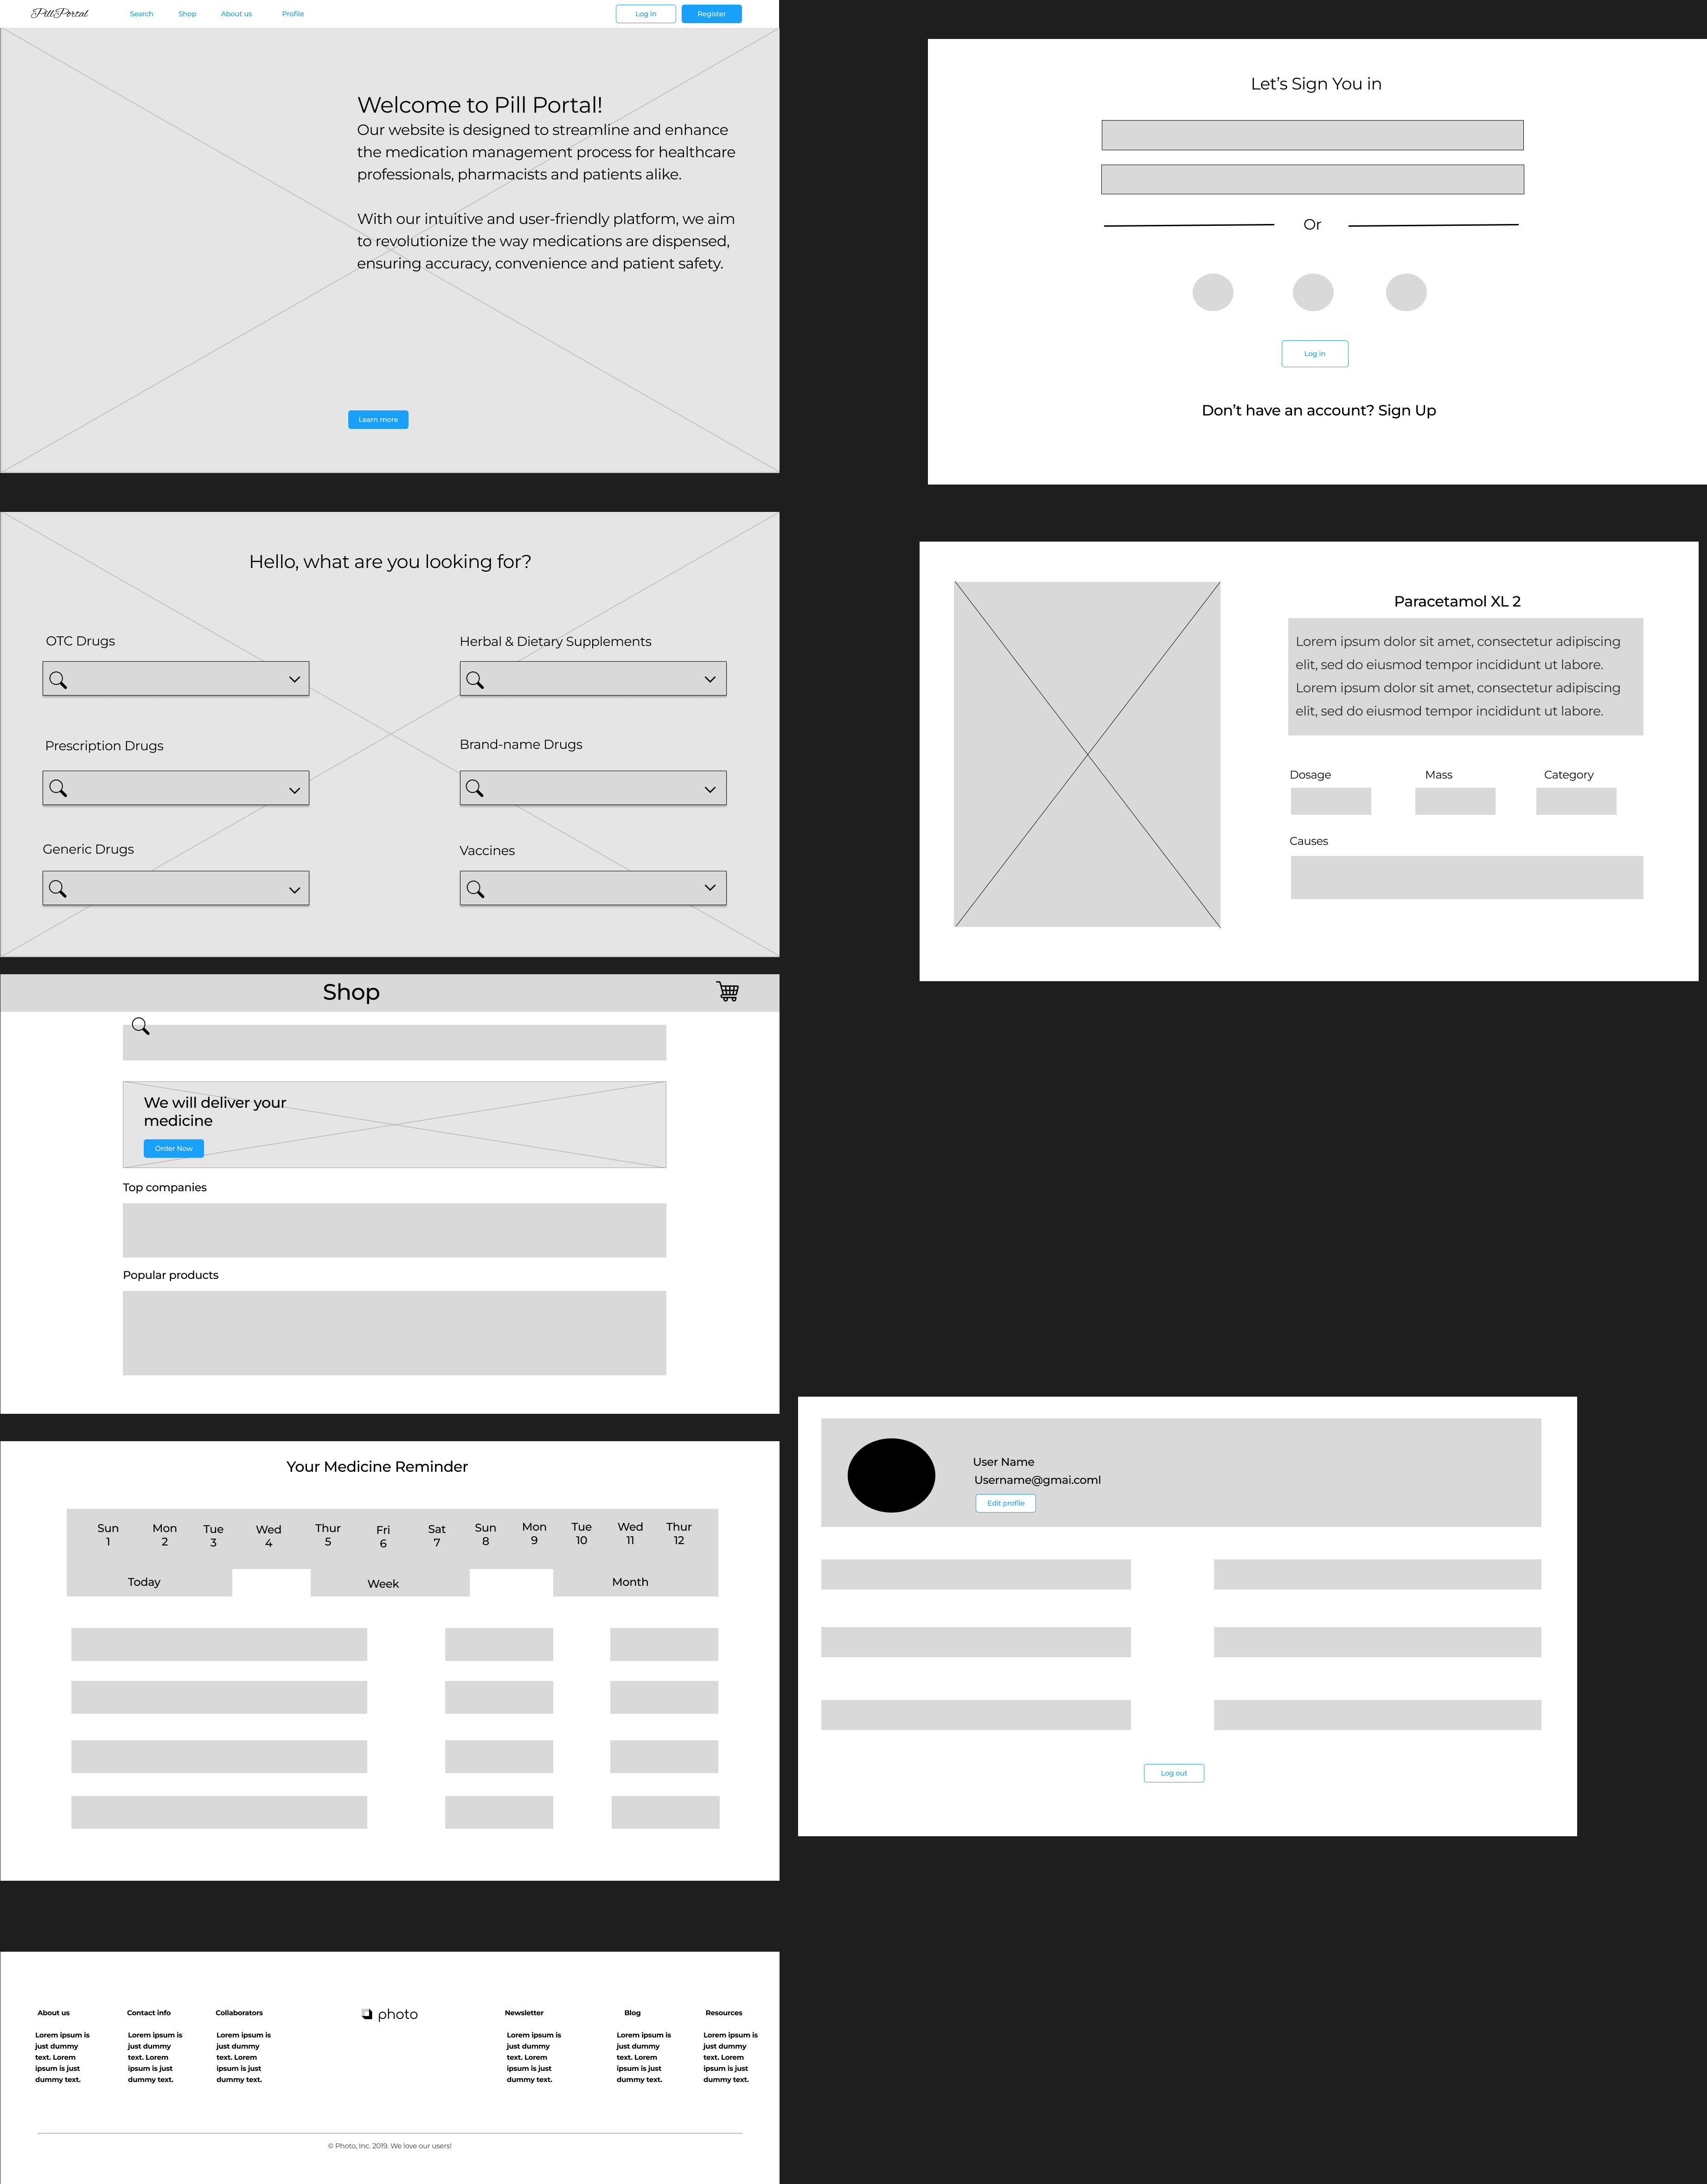 PillPortal
Search
Shop
About us
Profile
Log in
Register
Welcome to Pill Portal!
Our website is designed to streamline and enhance
the medication management process for healthcare
professionals, pharmacists and patients alike.
With our intuitive and user-friendly platform, we aim
to revolutionize the way medications are dispensed,
ensuring accuracy, convenience and patient safety.
Learn more
Let's Sign You in
Or
Log in
Don't have an account? Sign Up
Hello, what are you looking for?
OTC Drugs
Herbal & Dietary Supplements
Prescription Drugs
Brand-name Drugs
Generic Drugs
Vaccines
Paracetamol XL 2
Lorem ipsum dolor sit amet, consectetur adipiscing
elit, sed do eiusmod tempor incididunt ut labore.
Lorem ipsum dolor sit amet, consectetur adipiscing
elit, sed do eiusmod tempor incididunt ut labore.
Dosage
Mass
Category
Causes
Shop
We will deliver your
medicine
Order Now
Top companies
Popular products
Your Medicine Reminder
Sun Mon Tue Wed Thur Fri Sat Sun Mon Tue Wed Thur
1 2 3 4 5 6 7 8 9 10 11 12
Today
Week
Month
User Name
Username@gmai.coml
Edit profile
Log out
About us
Lorem ipsum is
just dummy
text. Lorem
ipsum is just
dummy text.
Contact info
Lorem ipsum is
just dummy
text. Lorem
ipsum is just
dummy text.
Collaborators
Lorem ipsum is
just dummy
text. Lorem
ipsum is just
dummy text.
photo
Newsletter
Lorem ipsum is
just dummy
text. Lorem
ipsum is just
dummy text.
Blog
Lorem ipsum is
just dummy
text. Lorem
ipsum is just
dummy text.
Resources
Lorem ipsum is
just dummy
text. Lorem
ipsum is just
dummy text.
© Photo, Inc. 2019. We love our users!